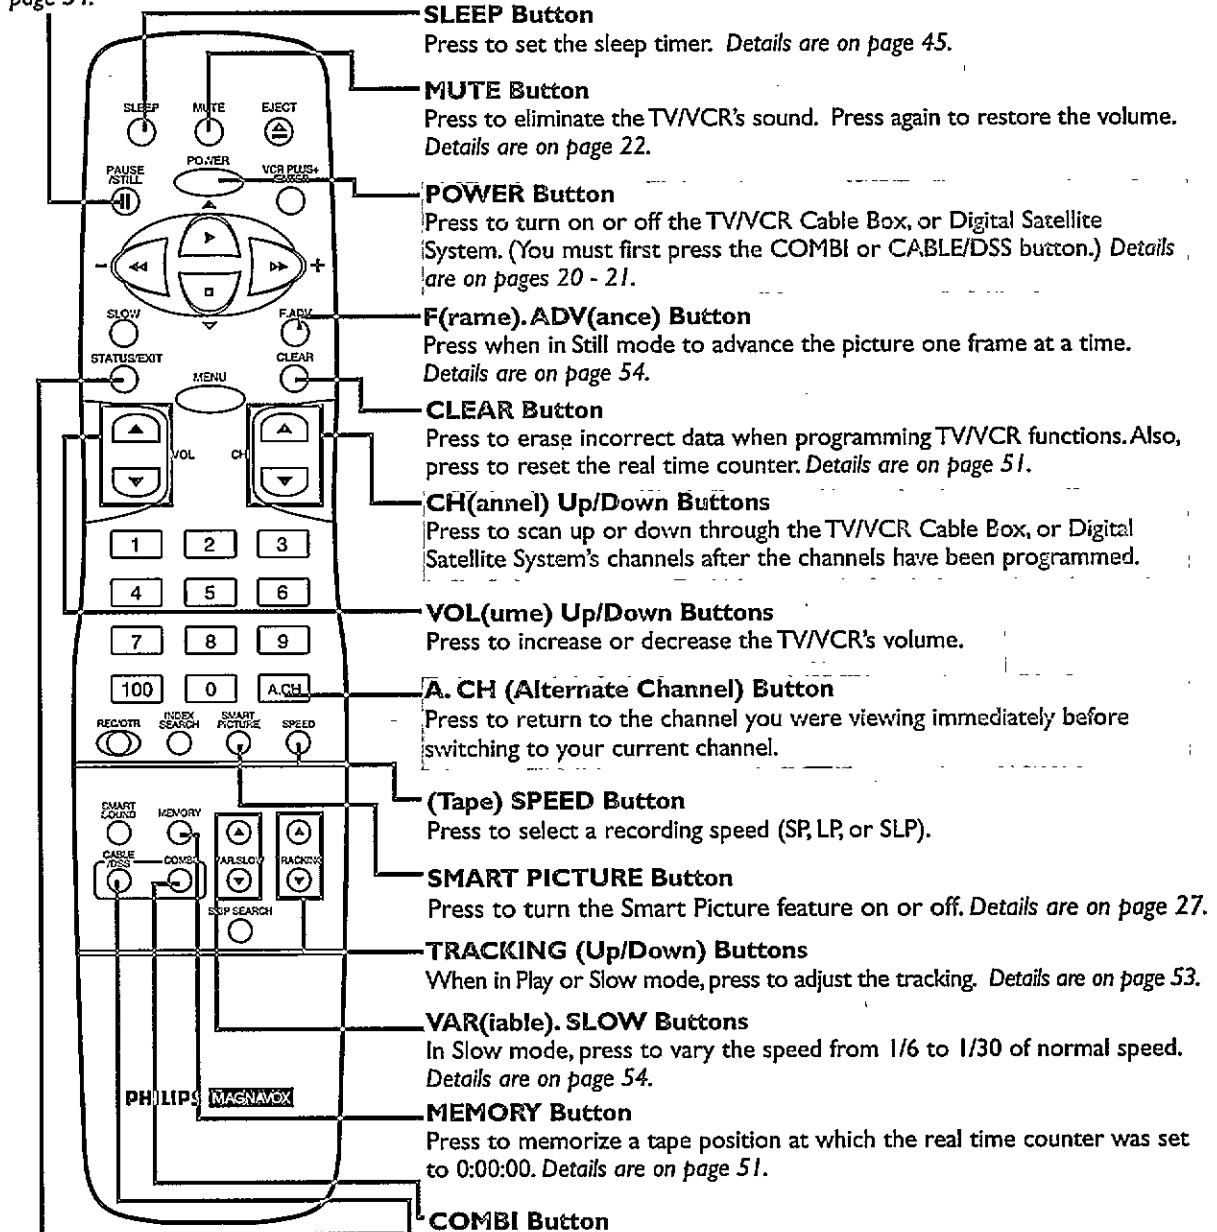 page 54.
SLEEP Button
Press to set the sleep timer. Details are on page 45.
MUTE Button
Press to eliminate the TV/VCR's sound. Press again to restore the volume.
Details are on page 22.
POWER Button
Press to turn on or off the TV/VCR Cable Box, or Digital Satellite
System. (You must first press the COMBI or CABLE/DSS button.) Details
are on pages 20 - 21.
F(rame). ADV(ance) Button
Press when in Still mode to advance the picture one frame at a time.
Details are on page 54.
CLEAR Button
Press to erase incorrect data when programming TV/VCR functions. Also,
press to reset the real time counter. Details are on page 51.
CH(annel) Up/Down Buttons
Press to scan up or down through the TV/VCR Cable Box, or Digital
Satellite System's channels after the channels have been programmed.
VOL(ume) Up/Down Buttons
Press to increase or decrease the TV/VCR's volume.
A. CH (Alternate Channel) Button
Press to return to the channel you were viewing immediately before
switching to your current channel.
(Tape) SPEED Button
Press to select a recording speed (SP, LP, or SLP).
SMART PICTURE Button
Press to turn the Smart Picture feature on or off. Details are on page 27.
TRACKING (Up/Down) Buttons
When in Play or Slow mode, press to adjust the tracking. Details are on page 53.
VAR(iable). SLOW Buttons
In Slow mode, press to vary the speed from 1/6 to 1/30 of normal speed.
Details are on page 54.
MEMORY Button
Press to memorize a tape position at which the real time counter was set
to 0:00:00. Details are on page 51.
COMBI Button
SLEEP MUTE EJECT
PAUSE
/STILL
POWER
VCR PLUS+
/ENTER
- +
SLOW F.ADV
STATUS/EXIT CLEAR
MENU
VOL CH
1 2 3
4 5 6
7 8 9
100 0 A.CH
REC/OTR
INDEX
SEARCH
SMART
PICTURE
SPEED
SMART
SOUND
MEMORY
CABLE
/DSS
COMBI
VAR.SLOW
TRACKING
SKIP SEARCH
PHILIPS MAGNAVOX